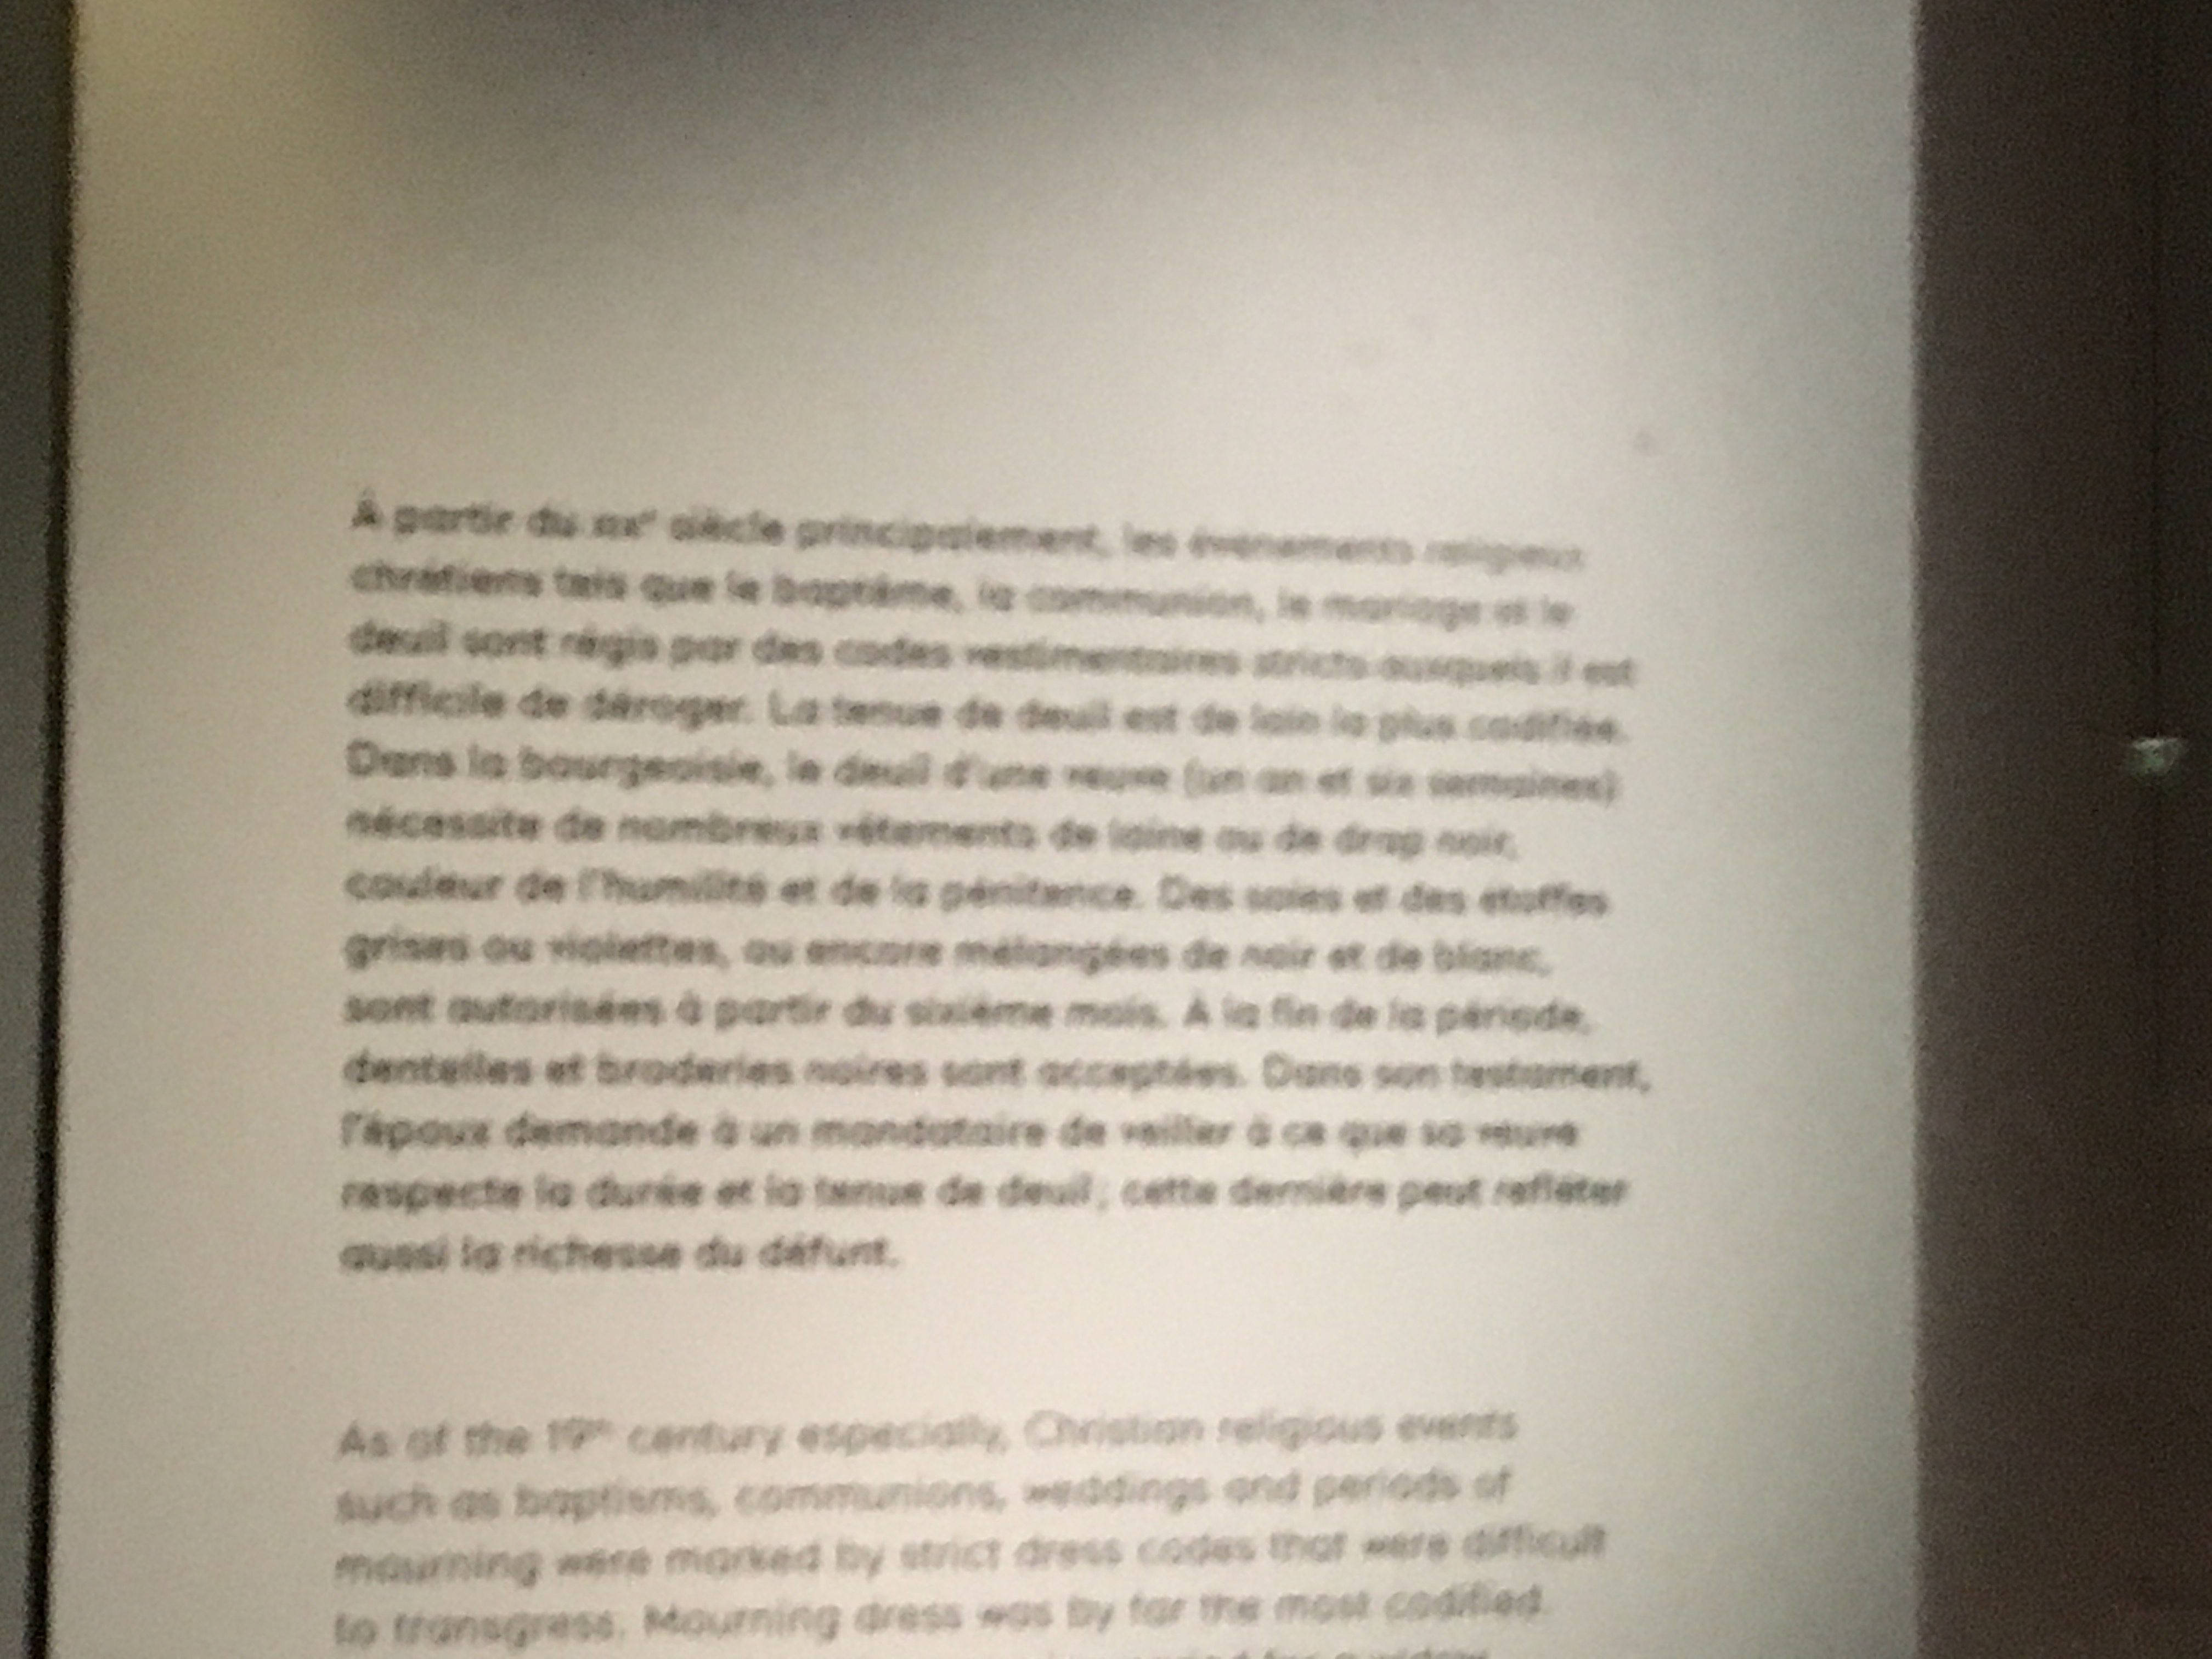 À partir du XIXe siècle principalement, les événements religieux
chrétiens tels que le baptême, la communion, le mariage et le
deuil sont régis par des codes vestimentaires stricts auxquels il est
difficile de déroger. La tenue de deuil est de loin la plus codifiée.
Dans la bourgeoisie, le deuil d'une veuve (un an et six semaines)
nécessite de nombreux vêtements de laine ou de drap noir,
couleur de l'humilité et de la pénitence. Des soies et des étoffes
grises ou violettes, ou encore mélangées de noir et de blanc,
sont autorisées à partir du sixième mois. À la fin de la période,
dentelles et broderies noires sont acceptées. Dans son testament,
l'époux demande à un mandataire de veiller à ce que sa veuve
respecte la durée et la tenue de deuil ; cette dernière peut refléter
aussi la richesse du défunt.
As of the 19th century especially, Christian religious events
such as baptisms, communions, weddings and periods of
mourning were marked by strict dress codes that were difficult
to transgress. Mourning dress was by far the most codified.